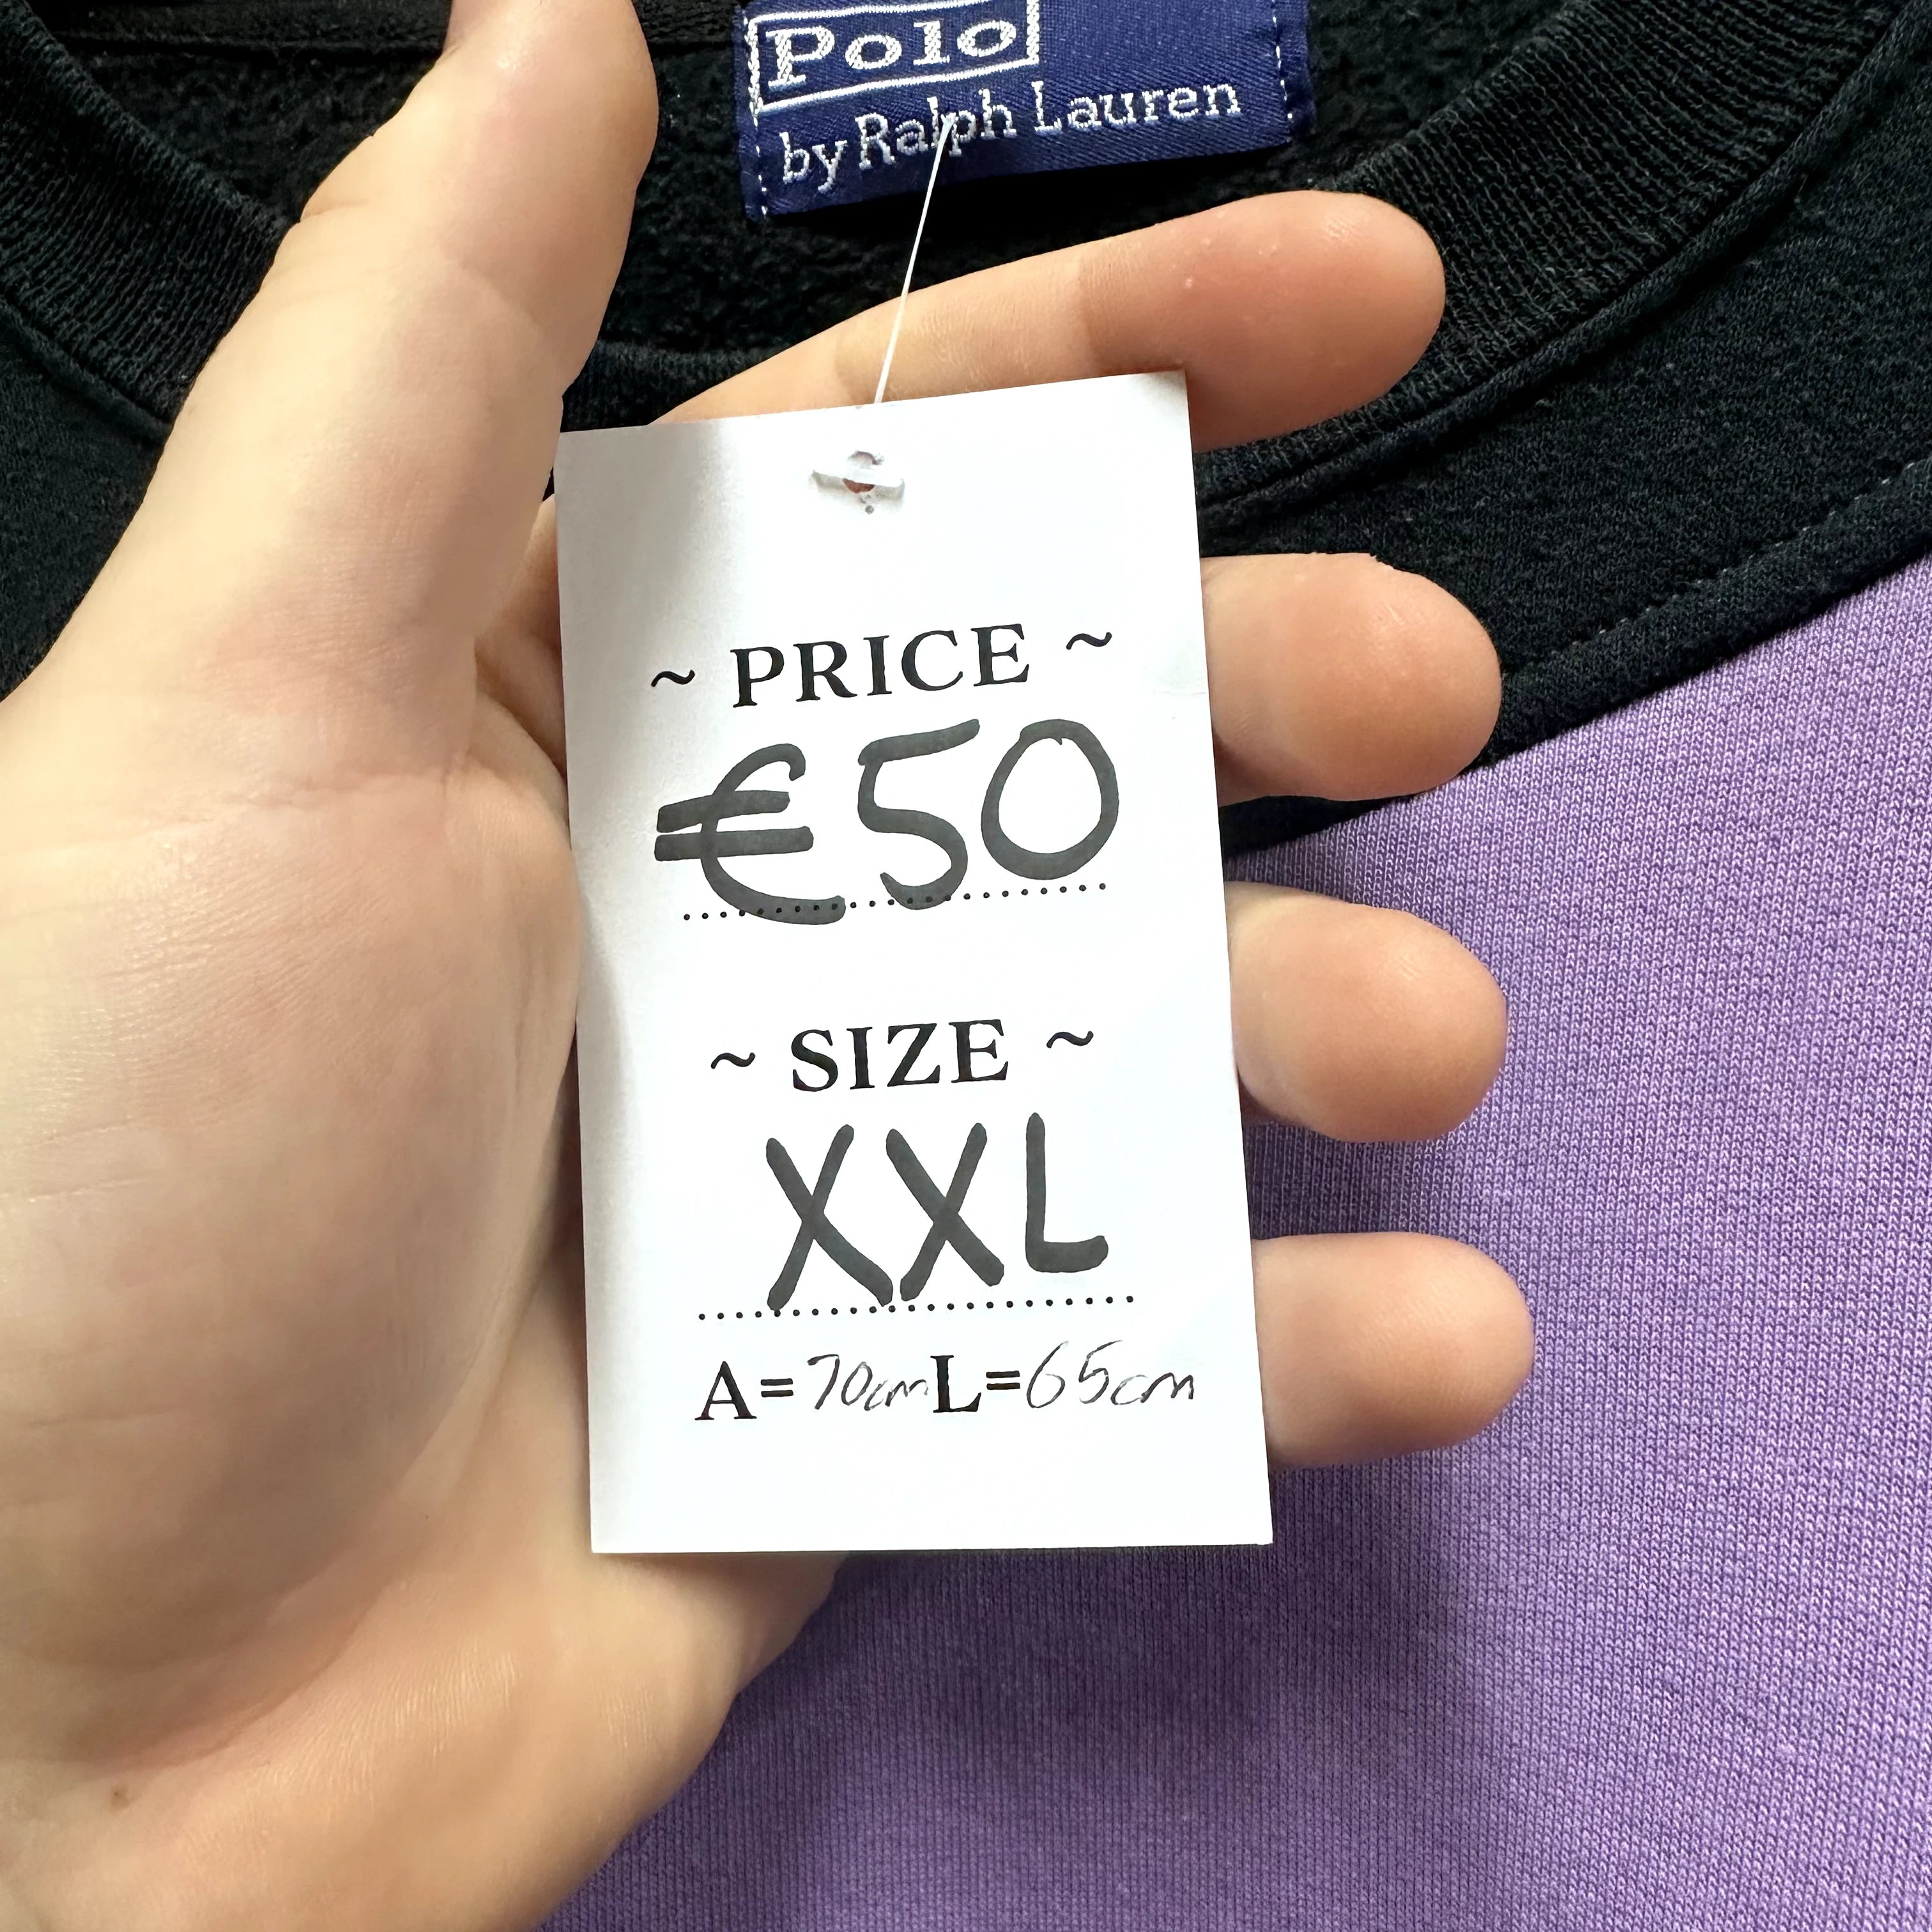 Polo
by Ralph Lauren
~ PRICE ~
€50
~ SIZE ~
XXL
A=70cm L=65cm